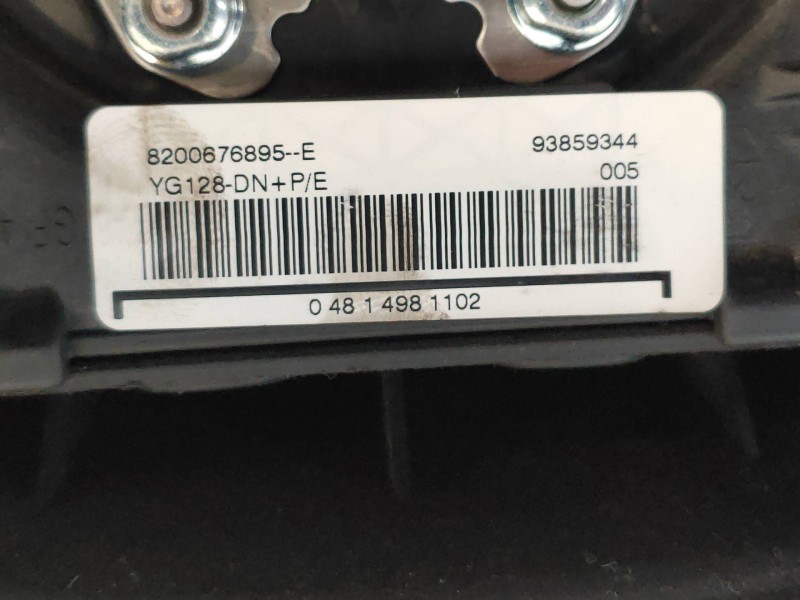 8200676895--E 93859344
YG128-DN+P/E 005
0 48 1 498 1102